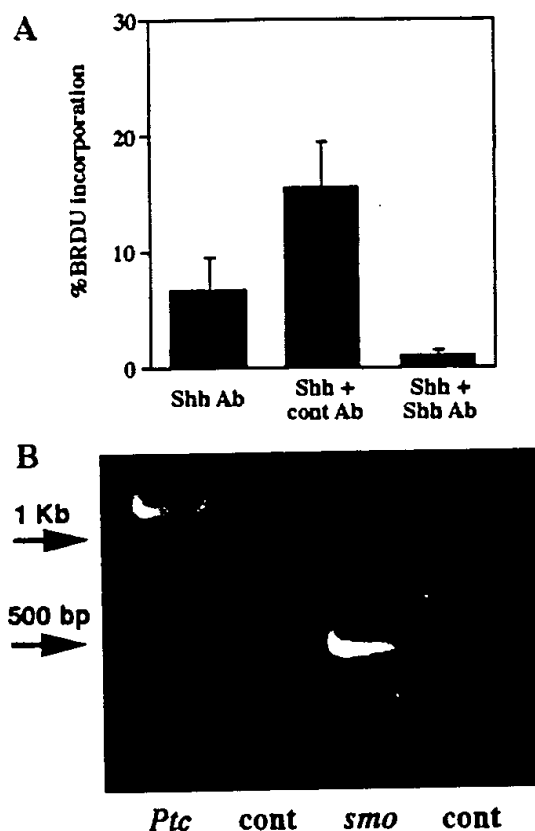 A
30
20
10
0
%BRDU incorporation
Shh Ab
Shh +
cont Ab
Shh +
Shh Ab
B
1 Kb
500 bp
Ptc cont smo cont